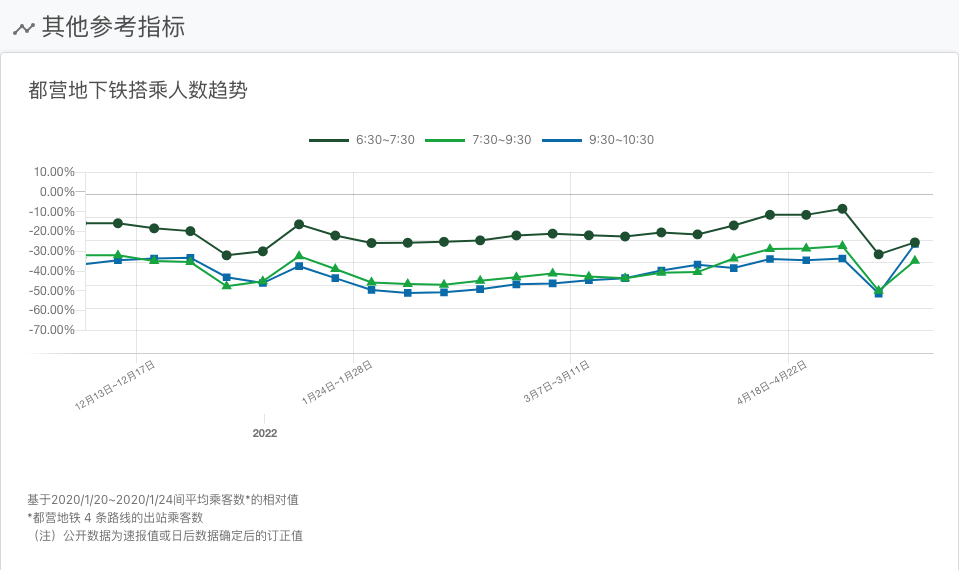 其他参考指标
都营地下铁搭乘人数趋势
6:30~7:30 7:30~9:30 9:30~10:30
10.00%
0.00%
-10.00%
-20.00%
-30.00%
-40.00%
-50.00%
-60.00%
-70.00%
12月13日~12月17日 1月24日~1月28日 3月7日~3月11日 4月18日~4月22日
2022
基于2020/1/20~2020/1/24间平均乘客数*的相对值
*都营地铁 4 条路线的出站乘客数
（注）公开数据为速报值或日后数据确定后的订正值